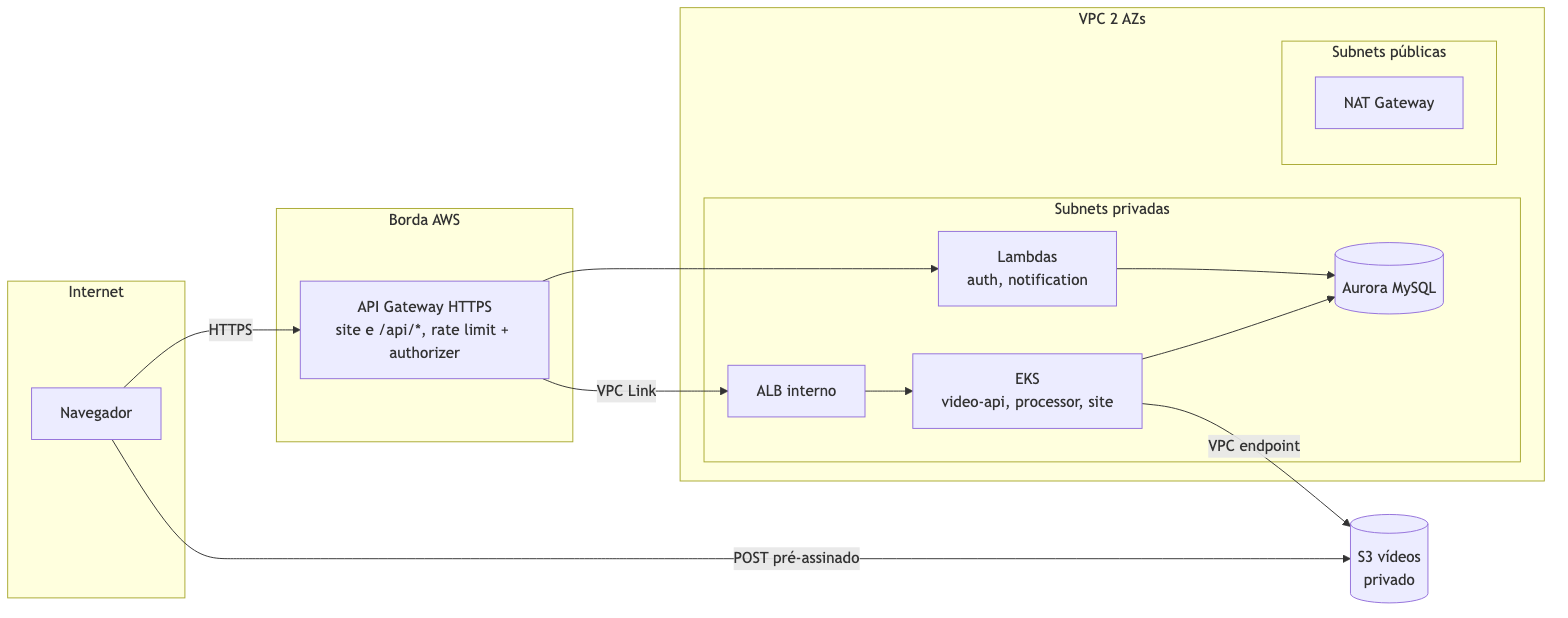 VPC 2 AZs
Subnets públicas
NAT Gateway
Subnets privadas
Borda AWS
Lambdas
auth, notification
Aurora MySQL
Internet
API Gateway HTTPS
site e /api/*, rate limit +
authorizer
HTTPS
EKS
video-api, processor, site
ALB interno
VPC Link
Navegador
VPC endpoint
POST pré-assinado
S3 vídeos
privado